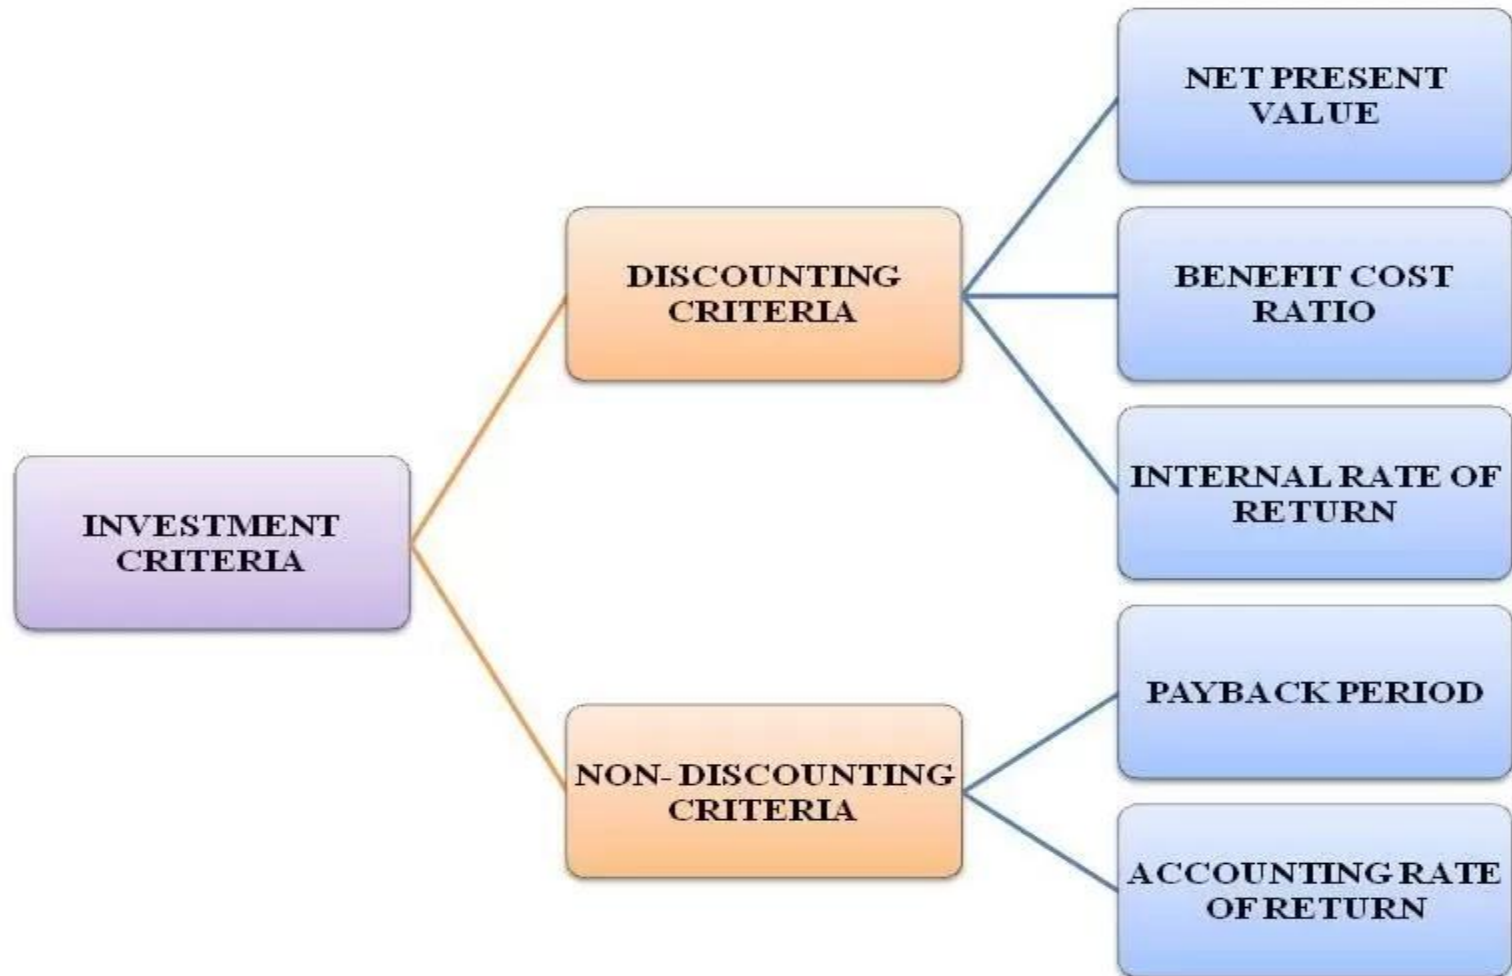 NET PRESENT
VALUE
DISCOUNTING
CRITERIA
BENEFIT COST
RATIO
INTERNAL RATE OF
RETURN
INVESTMENT
CRITERIA
PAYBACK PERIOD
NON- DISCOUNTING
CRITERIA
ACCOUNTING RATE
OF RETURN